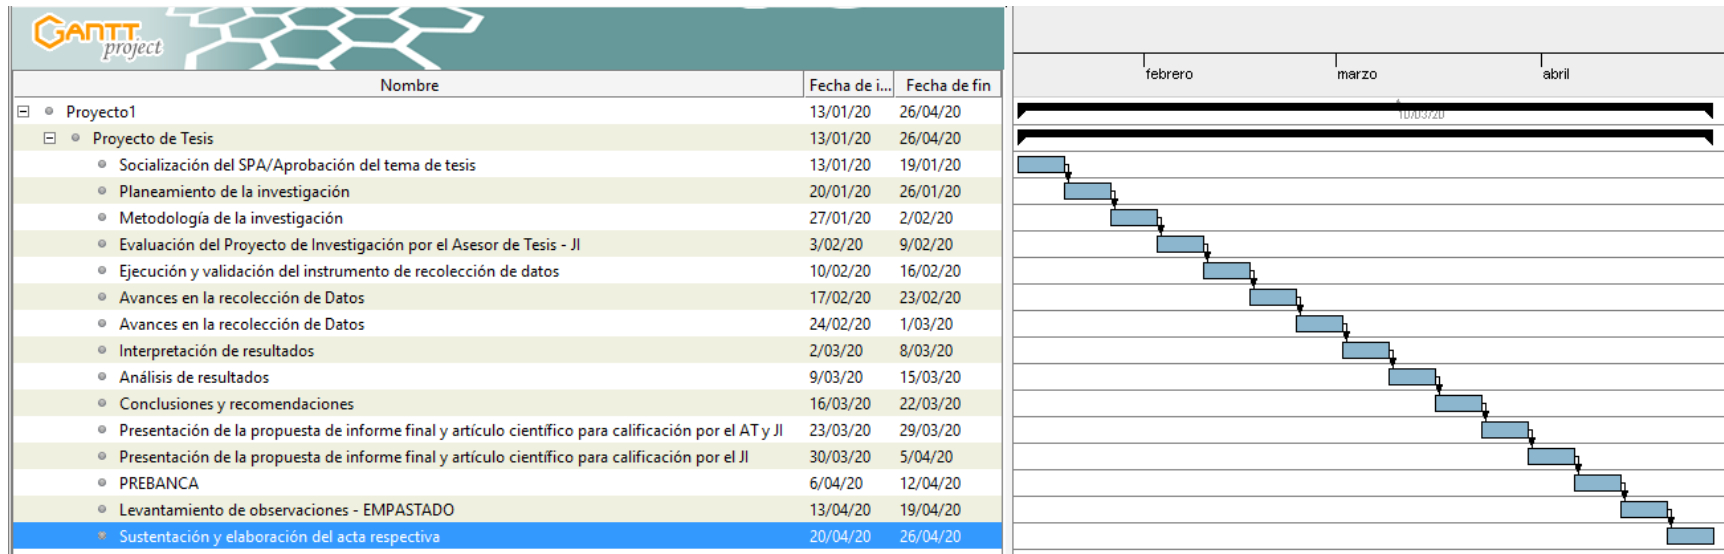 GANTT
project
febrero marzo abril
Nombre Fecha de i... Fecha de fin
Proyecto1 13/01/20 26/04/20
10/03/20
Proyecto de Tesis 13/01/20 26/04/20
Socialización del SPA/Aprobación del tema de tesis 13/01/20 19/01/20
Planeamiento de la investigación 20/01/20 26/01/20
Metodología de la investigación 27/01/20 2/02/20
Evaluación del Proyecto de Investigación por el Asesor de Tesis - JI 3/02/20 9/02/20
Ejecución y validación del instrumento de recolección de datos 10/02/20 16/02/20
Avances en la recolección de Datos 17/02/20 23/02/20
Avances en la recolección de Datos 24/02/20 1/03/20
Interpretación de resultados 2/03/20 8/03/20
Análisis de resultados 9/03/20 15/03/20
Conclusiones y recomendaciones 16/03/20 22/03/20
Presentación de la propuesta de informe final y artículo científico para calificación por el AT y JI 23/03/20 29/03/20
Presentación de la propuesta de informe final y artículo científico para calificación por el JI 30/03/20 5/04/20
PREBANCA 6/04/20 12/04/20
Levantamiento de observaciones - EMPASTADO 13/04/20 19/04/20
Sustentación y elaboración del acta respectiva 20/04/20 26/04/20